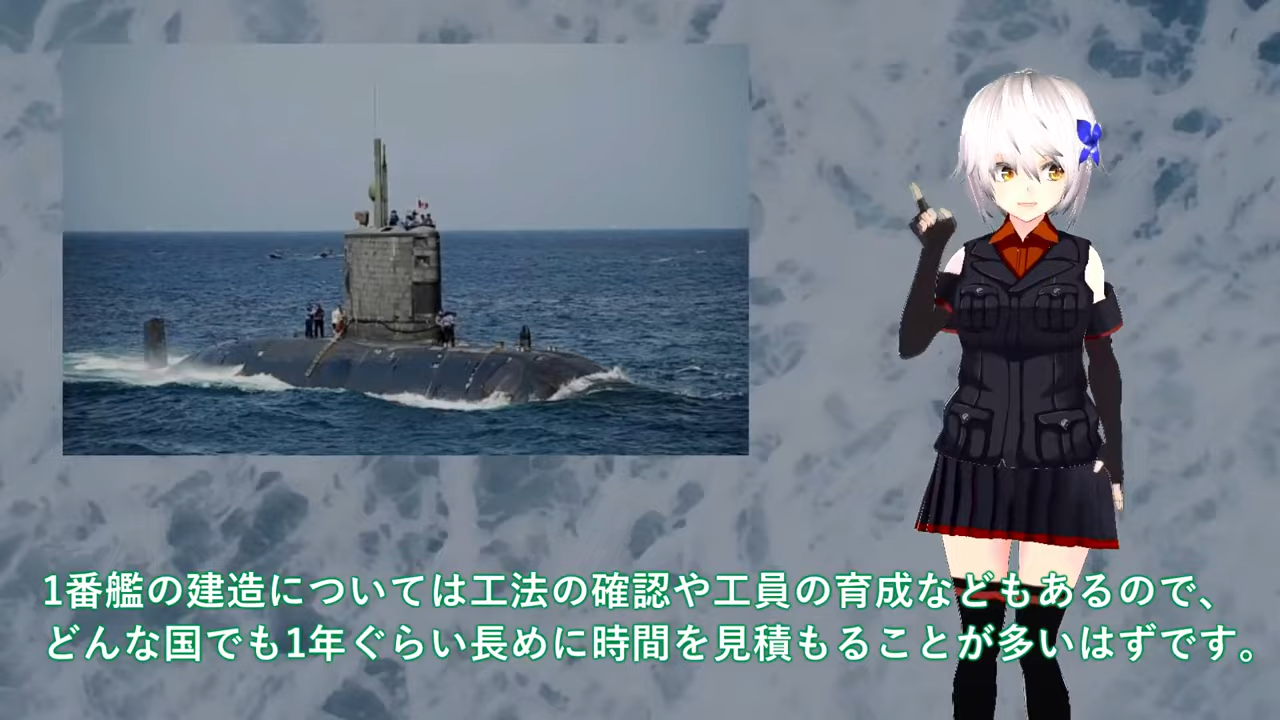 1番艦の建造については工法の確認や工員の育成などもあるので、
どんな国でも1年ぐらい長めに時間を見積もることが多いはずです。